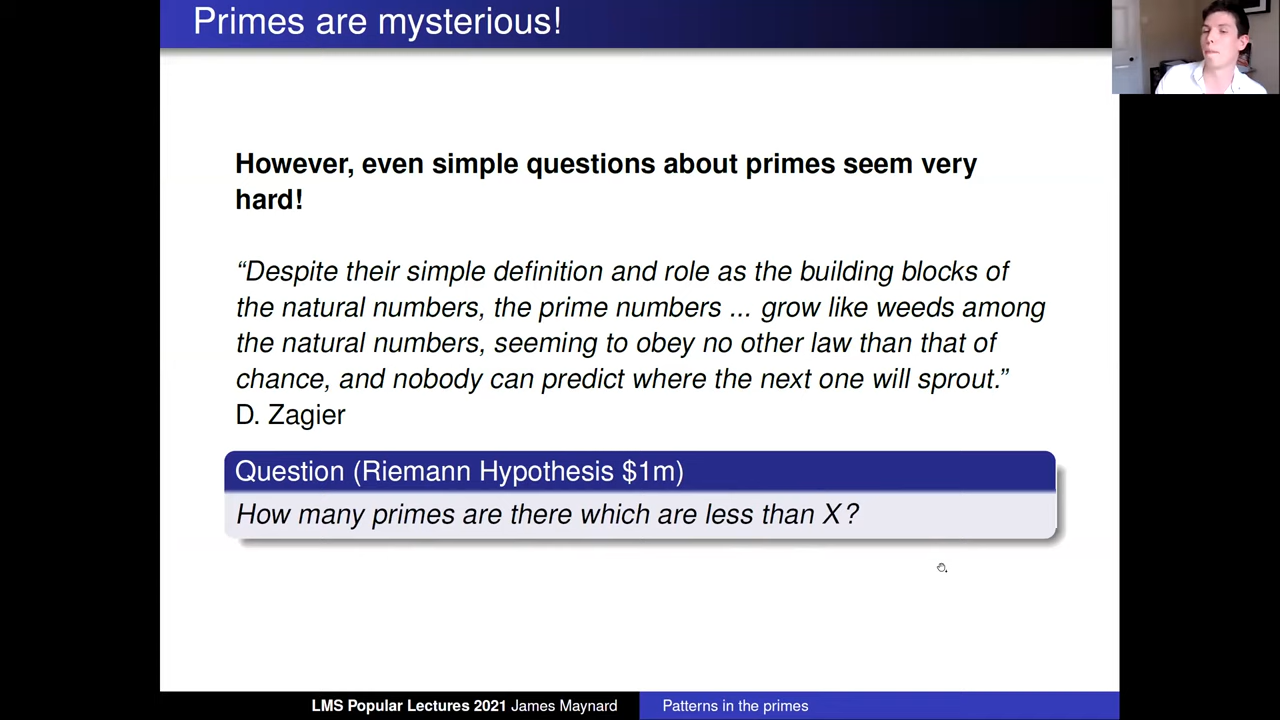 Primes are mysterious!
However, even simple questions about primes seem very
hard!
“Despite their simple definition and role as the building blocks of
the natural numbers, the prime numbers ... grow like weeds among
the natural numbers, seeming to obey no other law than that of
chance, and nobody can predict where the next one will sprout.”
D. Zagier
Question (Riemann Hypothesis $1m)
How many primes are there which are less than X?
LMS Popular Lectures 2021 James Maynard
Patterns in the primes